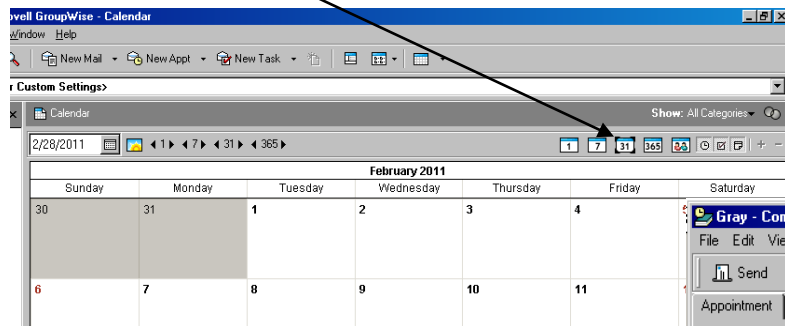 ovell GroupWise - Calendar
Window Help
New Mail New Appt New Task
r Custom Settings>
Calendar Show: All Categories
2/28/2011 1 7 31 365 1 7 31 365
February 2011
Sunday Monday Tuesday Wednesday Thursday Friday Saturday
30 31 1 2 3 4
Gray - Con
File Edit Vie
Send
6 7 8 9 10 11
Appointment